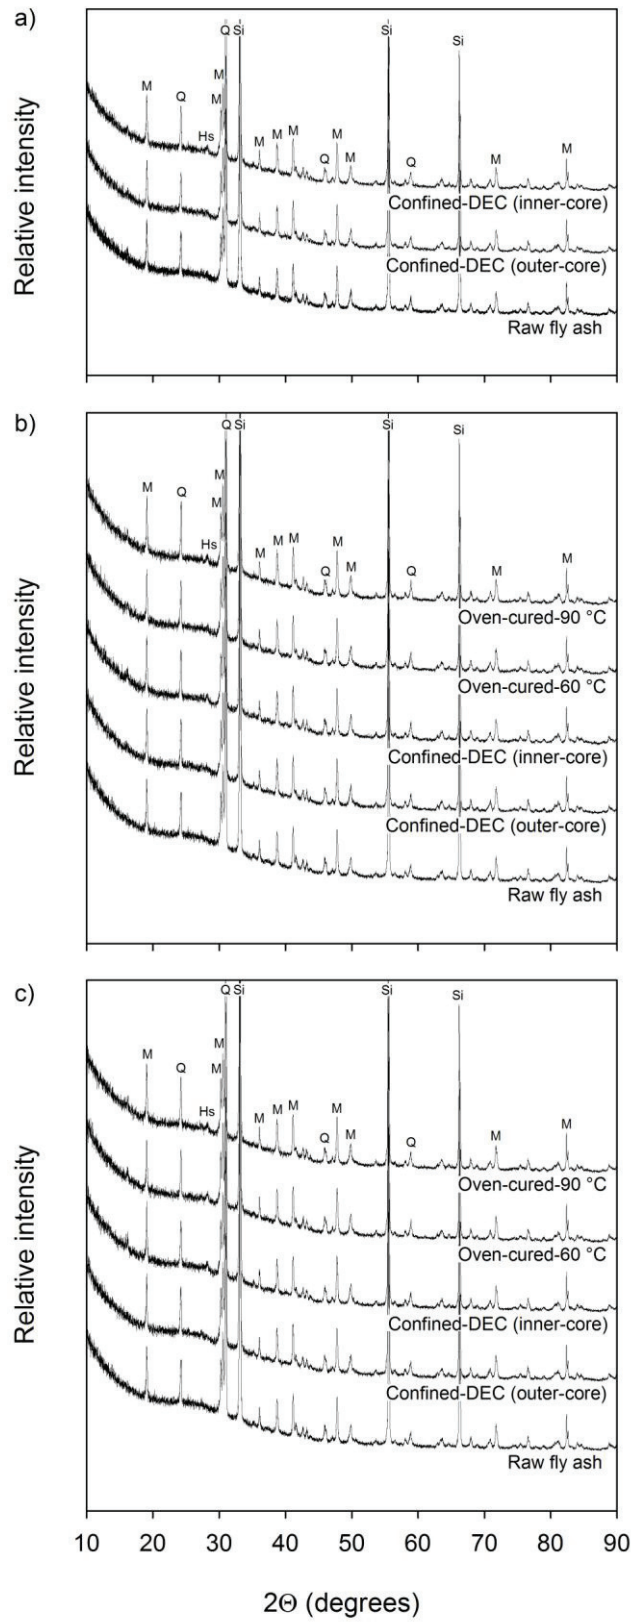 a)
Relative intensity
Q Si Si
Si
M
M Q M
Hs M M M Q M M Q M M
Confined-DEC (inner-core)
Confined-DEC (outer-core)
Raw fly ash
b)
Relative intensity
Q Si Si
Si
M
M Q M
Hs M M M Q M M Q M M
Oven-cured-90 °C
Oven-cured-60 °C
Confined-DEC (inner-core)
Confined-DEC (outer-core)
Raw fly ash
c)
Relative intensity
Q Si Si
Si
M
M Q M
Hs M M M Q M M Q M M
Oven-cured-90 °C
Oven-cured-60 °C
Confined-DEC (inner-core)
Confined-DEC (outer-core)
Raw fly ash
10 20 30 40 50 60 70 80 90
2Θ (degrees)